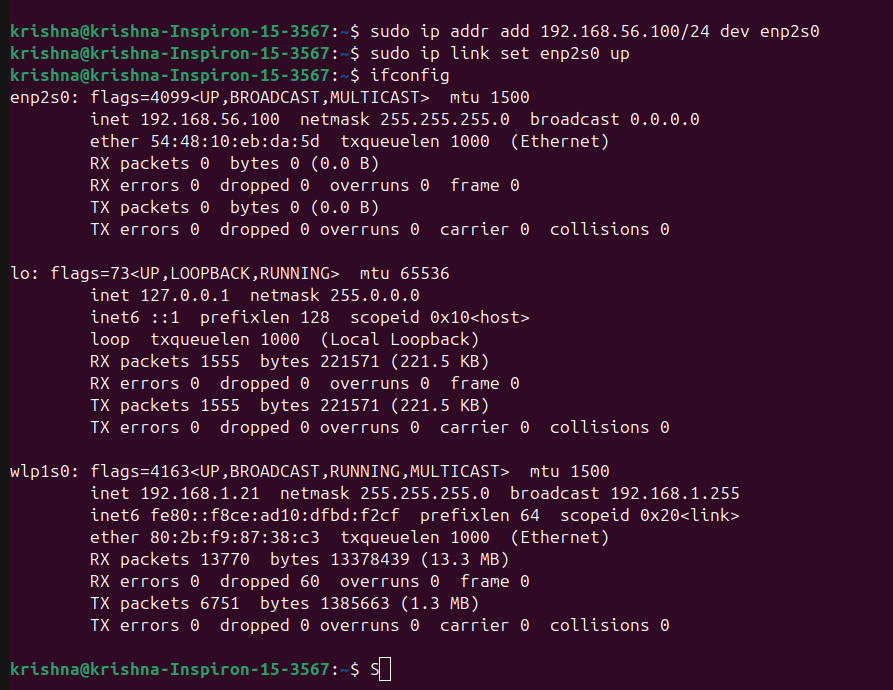 krishna@krishna-Inspiron-15-3567:~$ sudo ip addr add 192.168.56.100/24 dev enp2s0
krishna@krishna-Inspiron-15-3567:~$ sudo ip link set enp2s0 up
krishna@krishna-Inspiron-15-3567:~$ ifconfig
enp2s0: flags=4099<UP,BROADCAST,MULTICAST>  mtu 1500
        inet 192.168.56.100  netmask 255.255.255.0  broadcast 0.0.0.0
        ether 54:48:10:eb:da:5d  txqueuelen 1000  (Ethernet)
        RX packets 0  bytes 0 (0.0 B)
        RX errors 0  dropped 0  overruns 0  frame 0
        TX packets 0  bytes 0 (0.0 B)
        TX errors 0  dropped 0 overruns 0  carrier 0  collisions 0

lo: flags=73<UP,LOOPBACK,RUNNING>  mtu 65536
        inet 127.0.0.1  netmask 255.0.0.0
        inet6 ::1  prefixlen 128  scopeid 0x10<host>
        loop  txqueuelen 1000  (Local Loopback)
        RX packets 1555  bytes 221571 (221.5 KB)
        RX errors 0  dropped 0  overruns 0  frame 0
        TX packets 1555  bytes 221571 (221.5 KB)
        TX errors 0  dropped 0 overruns 0  carrier 0  collisions 0

wlp1s0: flags=4163<UP,BROADCAST,RUNNING,MULTICAST>  mtu 1500
        inet 192.168.1.21  netmask 255.255.255.0  broadcast 192.168.1.255
        inet6 fe80::f8ce:ad10:dfbd:f2cf  prefixlen 64  scopeid 0x20<link>
        ether 80:2b:f9:87:38:c3  txqueuelen 1000  (Ethernet)
        RX packets 13770  bytes 13378439 (13.3 MB)
        RX errors 0  dropped 60  overruns 0  frame 0
        TX packets 6751  bytes 1385663 (1.3 MB)
        TX errors 0  dropped 0 overruns 0  carrier 0  collisions 0

krishna@krishna-Inspiron-15-3567:~$ S